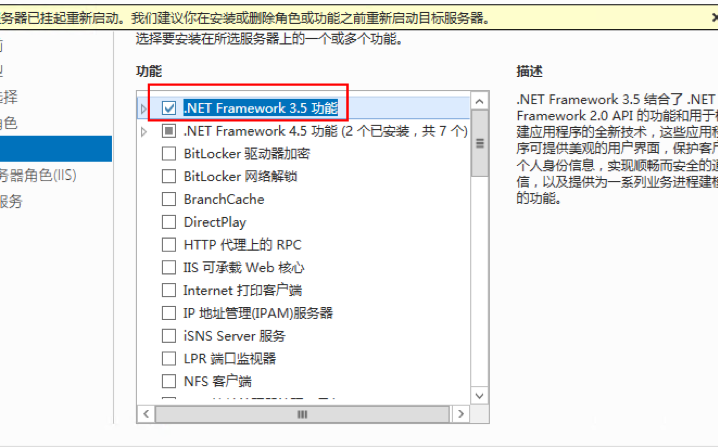 务器已挂起重新启动。我们建议你在安装或删除角色或功能之前重新启动目标服务器。
选择要安装在所选服务器上的一个或多个功能。
前
型
选择
角色
务器角色(IIS)
服务
功能
.NET Framework 3.5 功能
.NET Framework 4.5 功能 (2 个已安装，共 7 个)
BitLocker 驱动器加密
BitLocker 网络解锁
BranchCache
DirectPlay
HTTP 代理上的 RPC
IIS 可承载 Web 核心
Internet 打印客户端
IP 地址管理(IPAM)服务器
iSNS Server 服务
LPR 端口监视器
NFS 客户端
描述
.NET Framework 3.5 结合了 .NET
Framework 2.0 API 的功能和用于构
建应用程序的全新技术，这些应用程
序可提供美观的用户界面，保护客户
个人身份信息，实现顺畅而安全的通
信，以及提供为一系列业务进程建模
的功能。